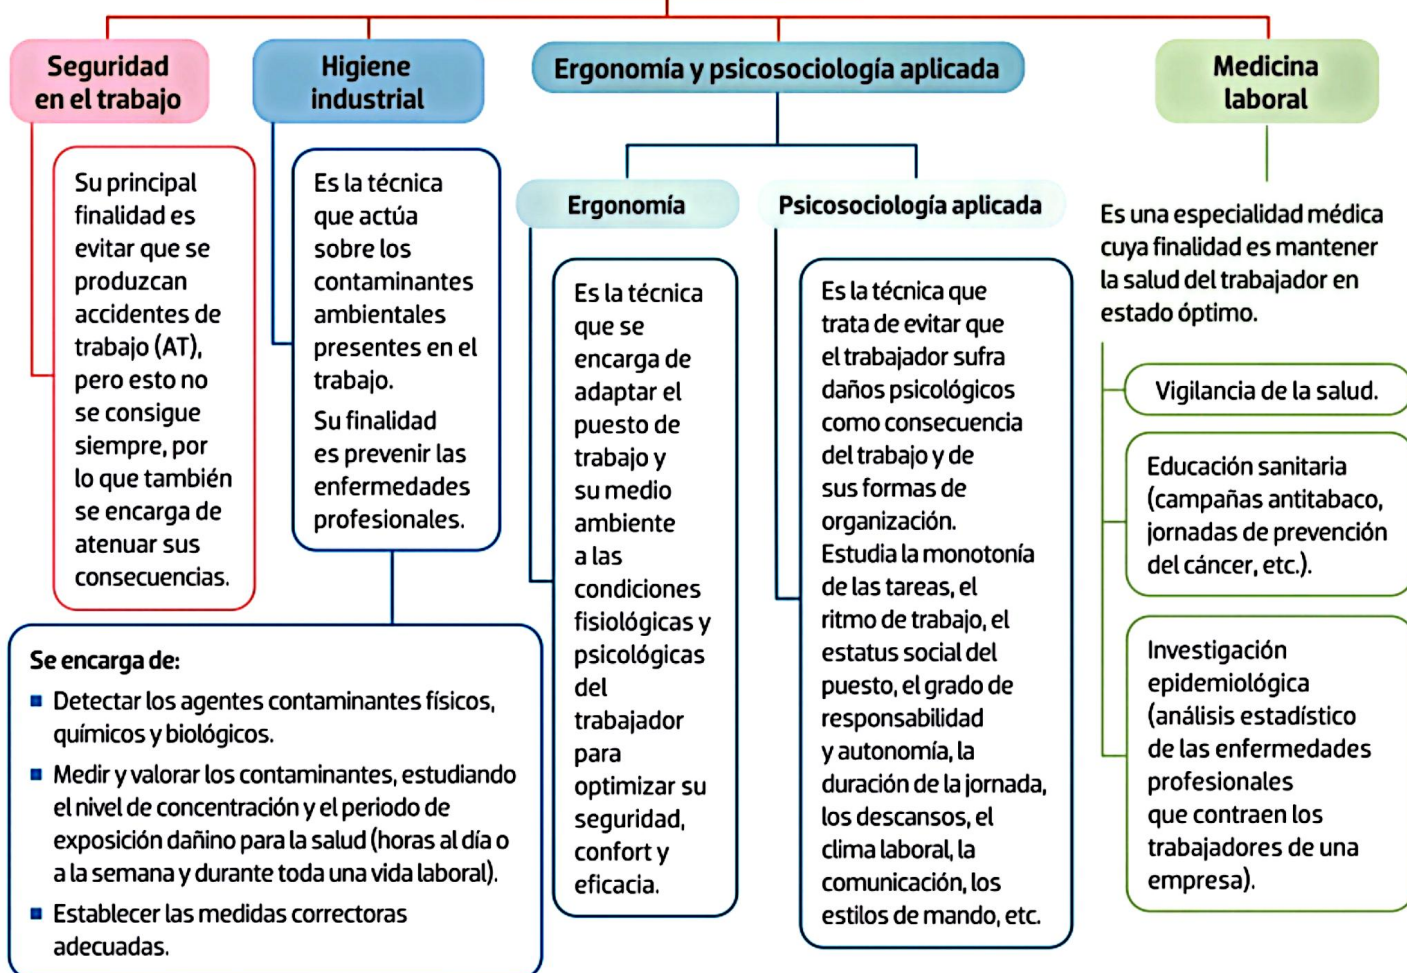 Seguridad
en el trabajo
Su principal
finalidad es
evitar que se
produzcan
accidentes de
trabajo (AT),
pero esto no
se consigue
siempre, por
lo que también
se encarga de
atenuar sus
consecuencias.
Higiene
industrial
Es la técnica
que actúa
sobre los
contaminantes
ambientales
presentes en el
trabajo.
Su finalidad
es prevenir las
enfermedades
profesionales.
Se encarga de:
Detectar los agentes contaminantes físicos,
químicos y biológicos.
Medir y valorar los contaminantes, estudiando
el nivel de concentración y el periodo de
exposición dañino para la salud (horas al día o
a la semana y durante toda una vida laboral).
Establecer las medidas correctoras
adecuadas.
Ergonomía y psicosociología aplicada
Ergonomía
Es la técnica
que se
encarga de
adaptar el
puesto de
trabajo y
su medio
ambiente
a las
condiciones
fisiológicas y
psicológicas
del
trabajador
para
optimizar su
seguridad,
confort y
eficacia.
Psicosociología aplicada
Es la técnica que
trata de evitar que
el trabajador sufra
daños psicológicos
como consecuencia
del trabajo y de
sus formas de
organización.
Estudia la monotonía
de las tareas, el
ritmo de trabajo, el
estatus social del
puesto, el grado de
responsabilidad
y autonomía, la
duración de la jornada,
los descansos, el
clima laboral, la
comunicación, los
estilos de mando, etc.
Medicina
laboral
Es una especialidad médica
cuya finalidad es mantener
la salud del trabajador en
estado óptimo.
Vigilancia de la salud.
Educación sanitaria
(campañas antitabaco,
jornadas de prevención
del cáncer, etc.).
Investigación
epidemiológica
(análisis estadístico
de las enfermedades
profesionales
que contraen los
trabajadores de una
empresa).